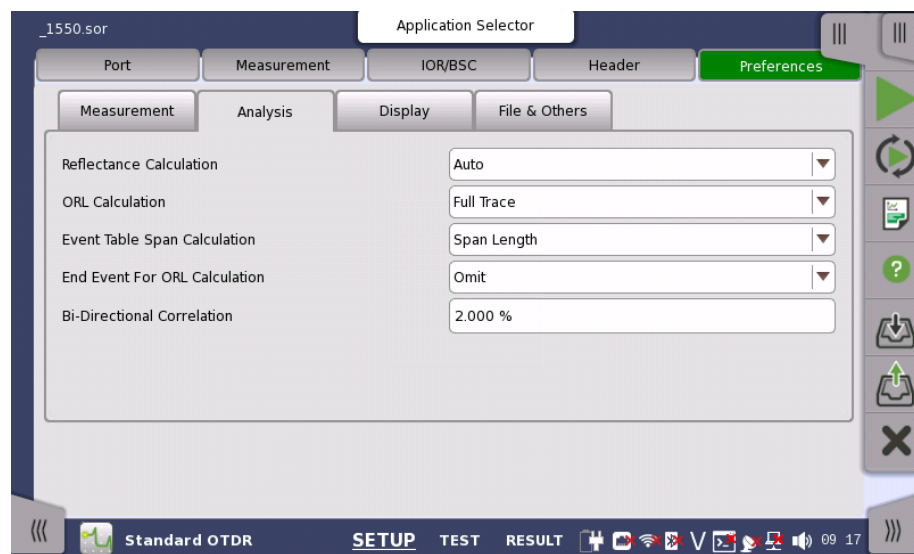 _1550.sor
Application Selector
Port Measurement IOR/BSC Header Preferences
Measurement Analysis Display File & Others
Reflectance Calculation Auto
ORL Calculation Full Trace
Event Table Span Calculation Span Length
End Event For ORL Calculation Omit
Bi-Directional Correlation 2.000 %
Standard OTDR SETUP TEST RESULT V 09 17